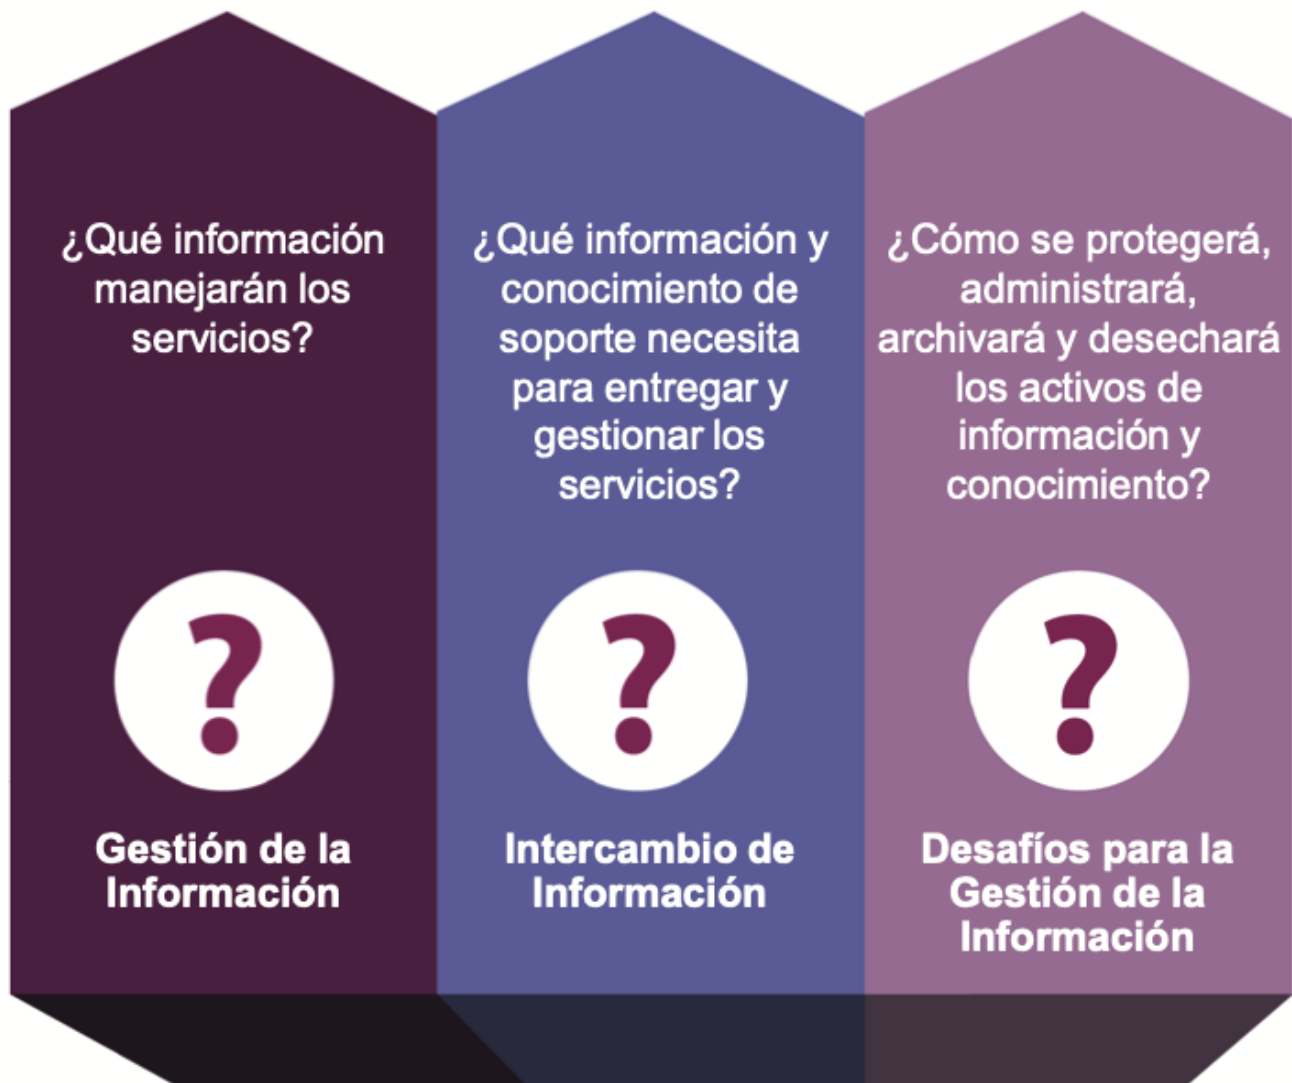 ¿Qué información
manejarán los
servicios?
¿Qué información y
conocimiento de
soporte necesita
para entregar y
gestionar los
servicios?
¿Cómo se protegerá,
administrará,
archivará y desechará
los activos de
información y
conocimiento?
?
?
?
Gestión de la
Información
Intercambio de
Información
Desafíos para la
Gestión de la
Información